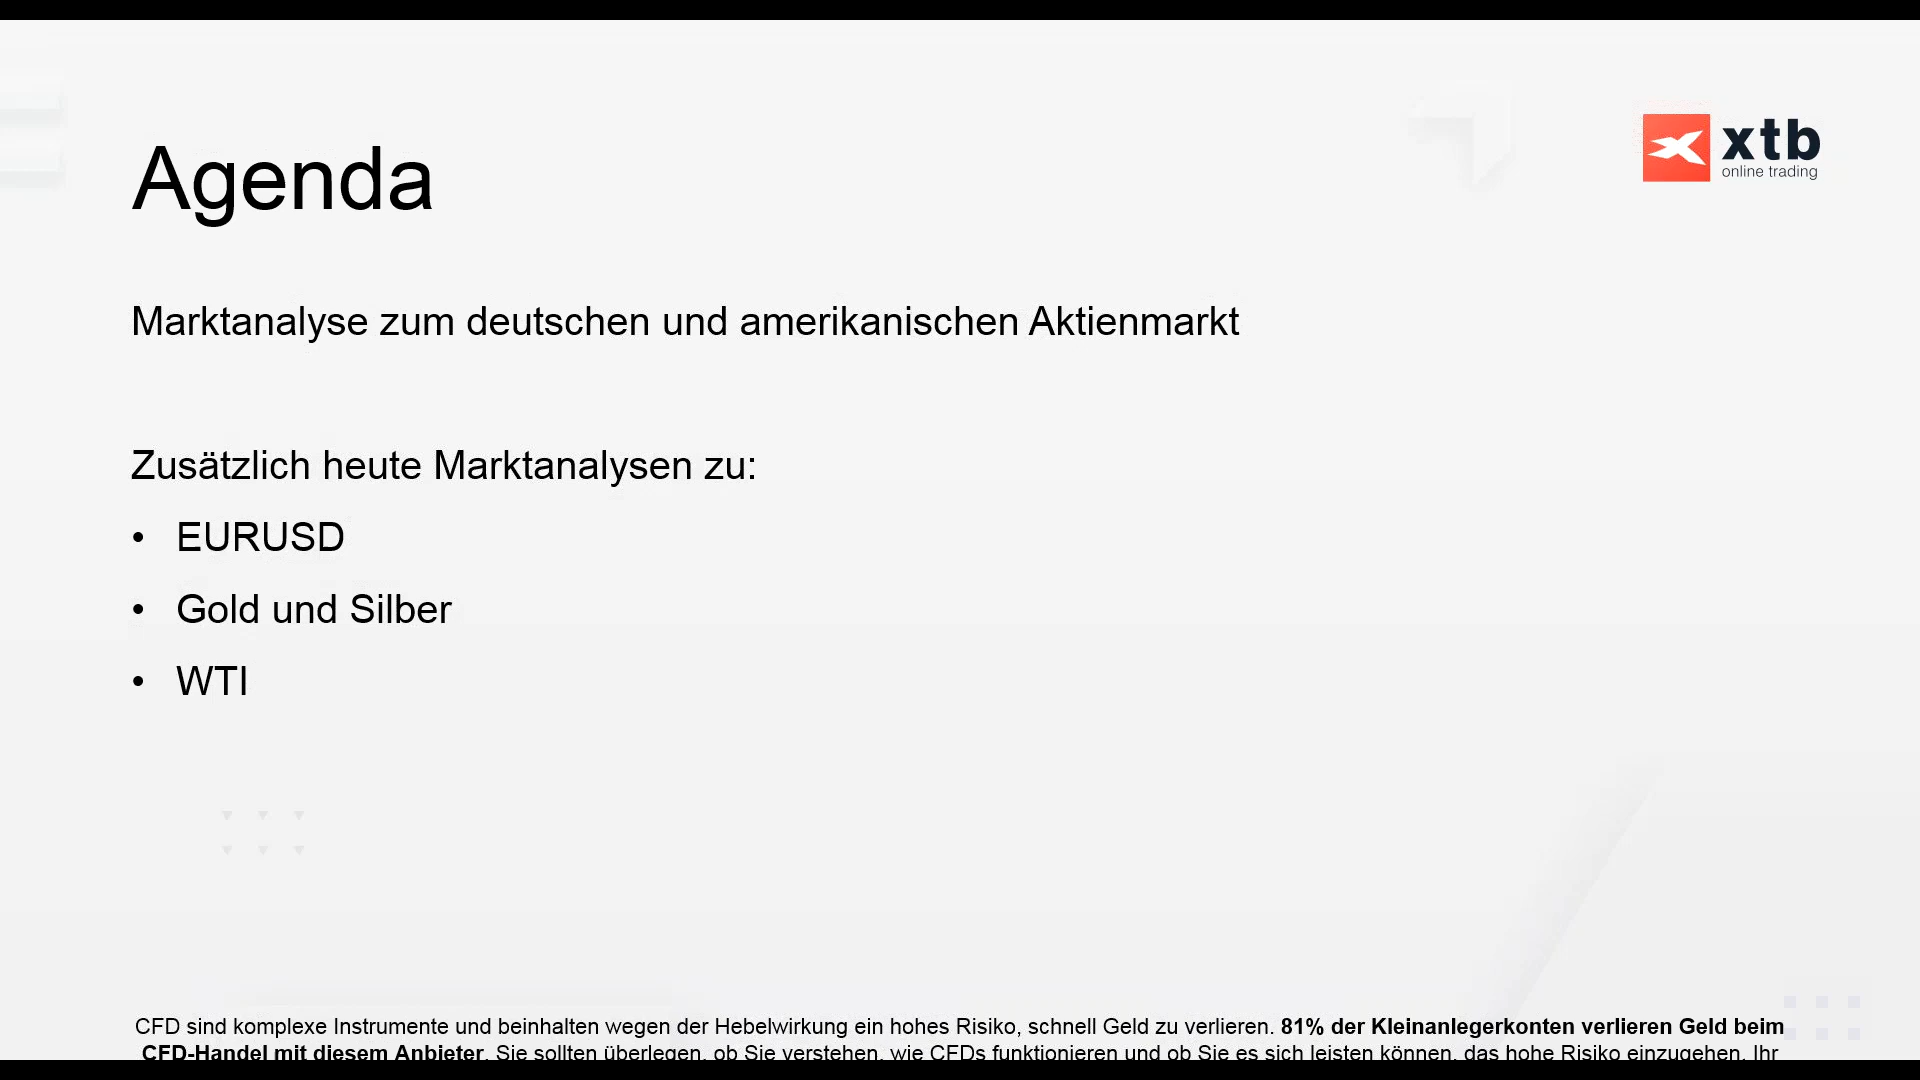 xtb
online trading
Agenda
Marktanalyse zum deutschen und amerikanischen Aktienmarkt
Zusätzlich heute Marktanalysen zu:
• EURUSD
• Gold und Silber
• WTI
CFD sind komplexe Instrumente und beinhalten wegen der Hebelwirkung ein hohes Risiko, schnell Geld zu verlieren. 81% der Kleinanlegerkonten verlieren Geld beim
CFD-Handel mit diesem Anbieter. Sie sollten überlegen, ob Sie verstehen, wie CFDs funktionieren und ob Sie es sich leisten können, das hohe Risiko einzugehen. Ihr